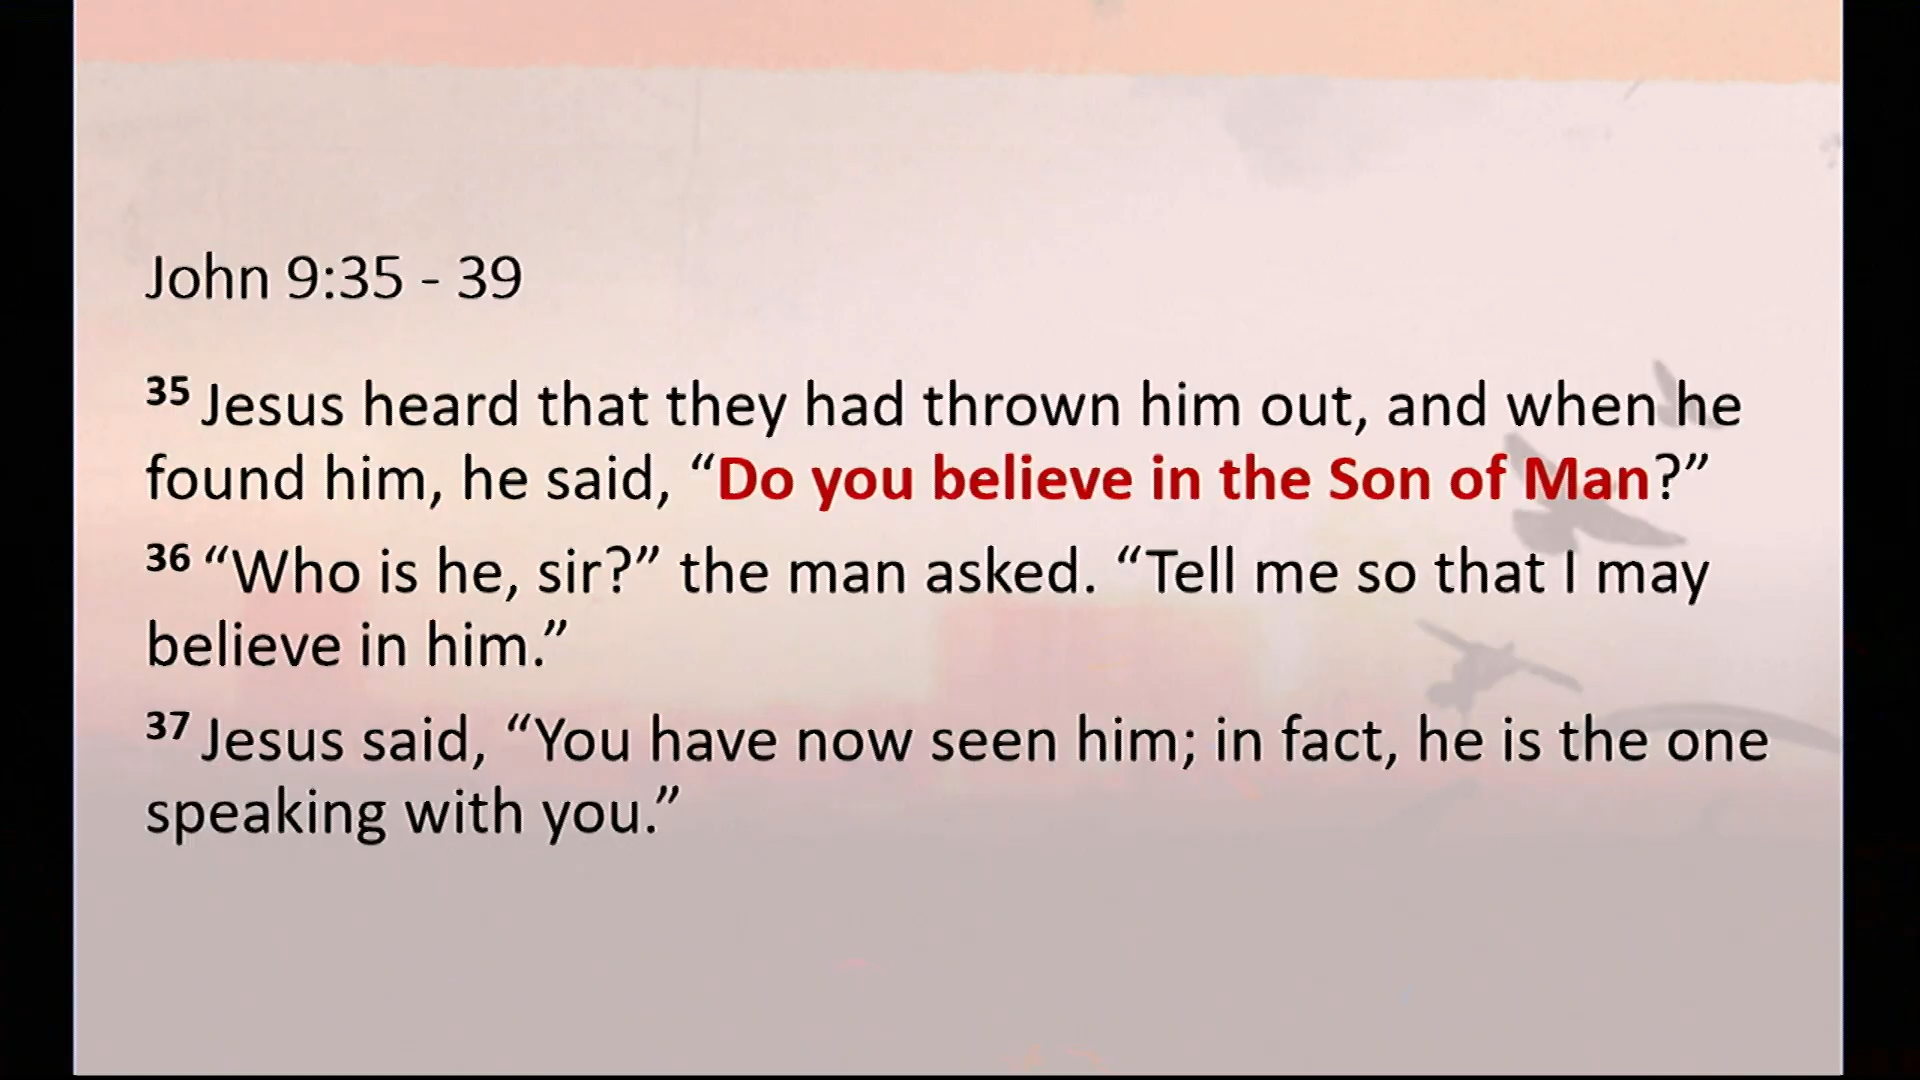 John 9:35 - 39
35 Jesus heard that they had thrown him out, and when he
found him, he said, “Do you believe in the Son of Man?”
36 “Who is he, sir?” the man asked. “Tell me so that I may
believe in him.”
37 Jesus said, “You have now seen him; in fact, he is the one
speaking with you.”